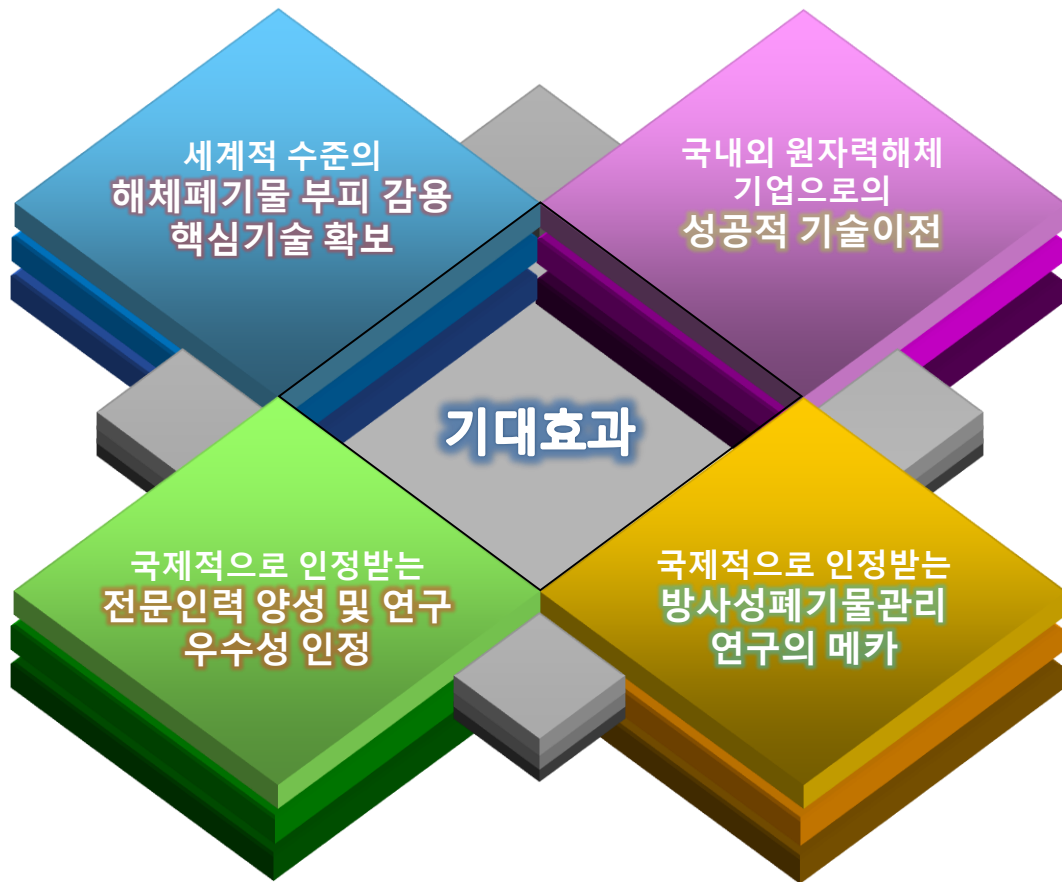 세계적 수준의
해체폐기물 부피 감용
핵심기술 확보
국내외 원자력해체
기업으로의
성공적 기술이전
기대효과
국제적으로 인정받는
전문인력 양성 및 연구
우수성 인정
국제적으로 인정받는
방사성폐기물관리
연구의 메카